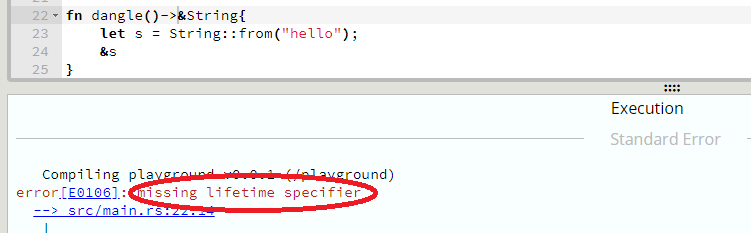 22 fn dangle()->&String{
23 let s = String::from("hello");
24 &s
25 }
Execution
Standard Error
Compiling playground v0.0.1 (/playground)
error[E0106]: missing lifetime specifier
--> src/main.rs:22:14
|